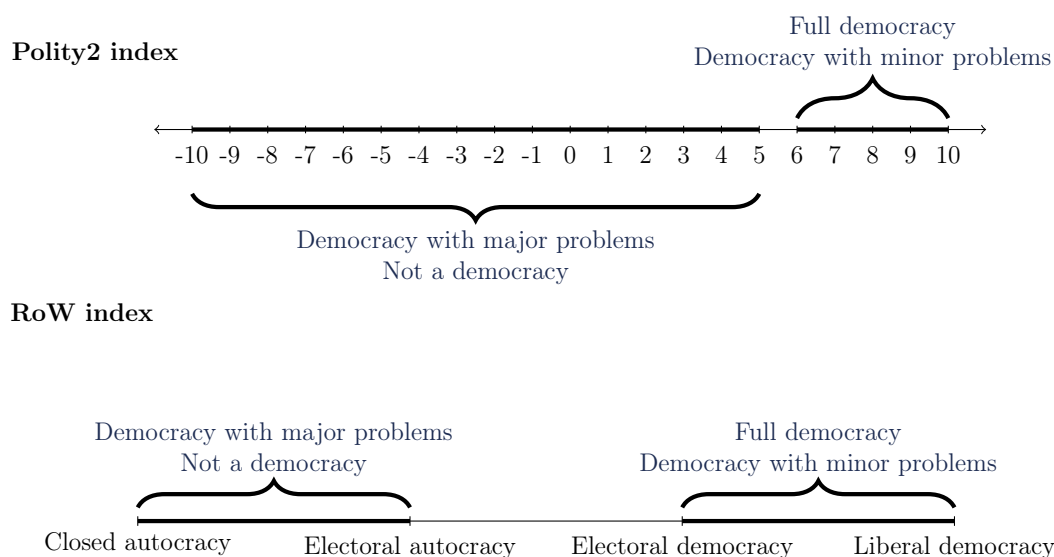 Full democracy
Polity2 index
Democracy with minor problems
-10 -9 -8 -7 -6 -5 -4 -3 -2 -1 0 1 2 3 4 5 6 7 8 9 10
Democracy with major problems
Not a democracy
RoW index
Democracy with major problems
Not a democracy
Full democracy
Democracy with minor problems
Closed autocracy Electoral autocracy Electoral democracy Liberal democracy